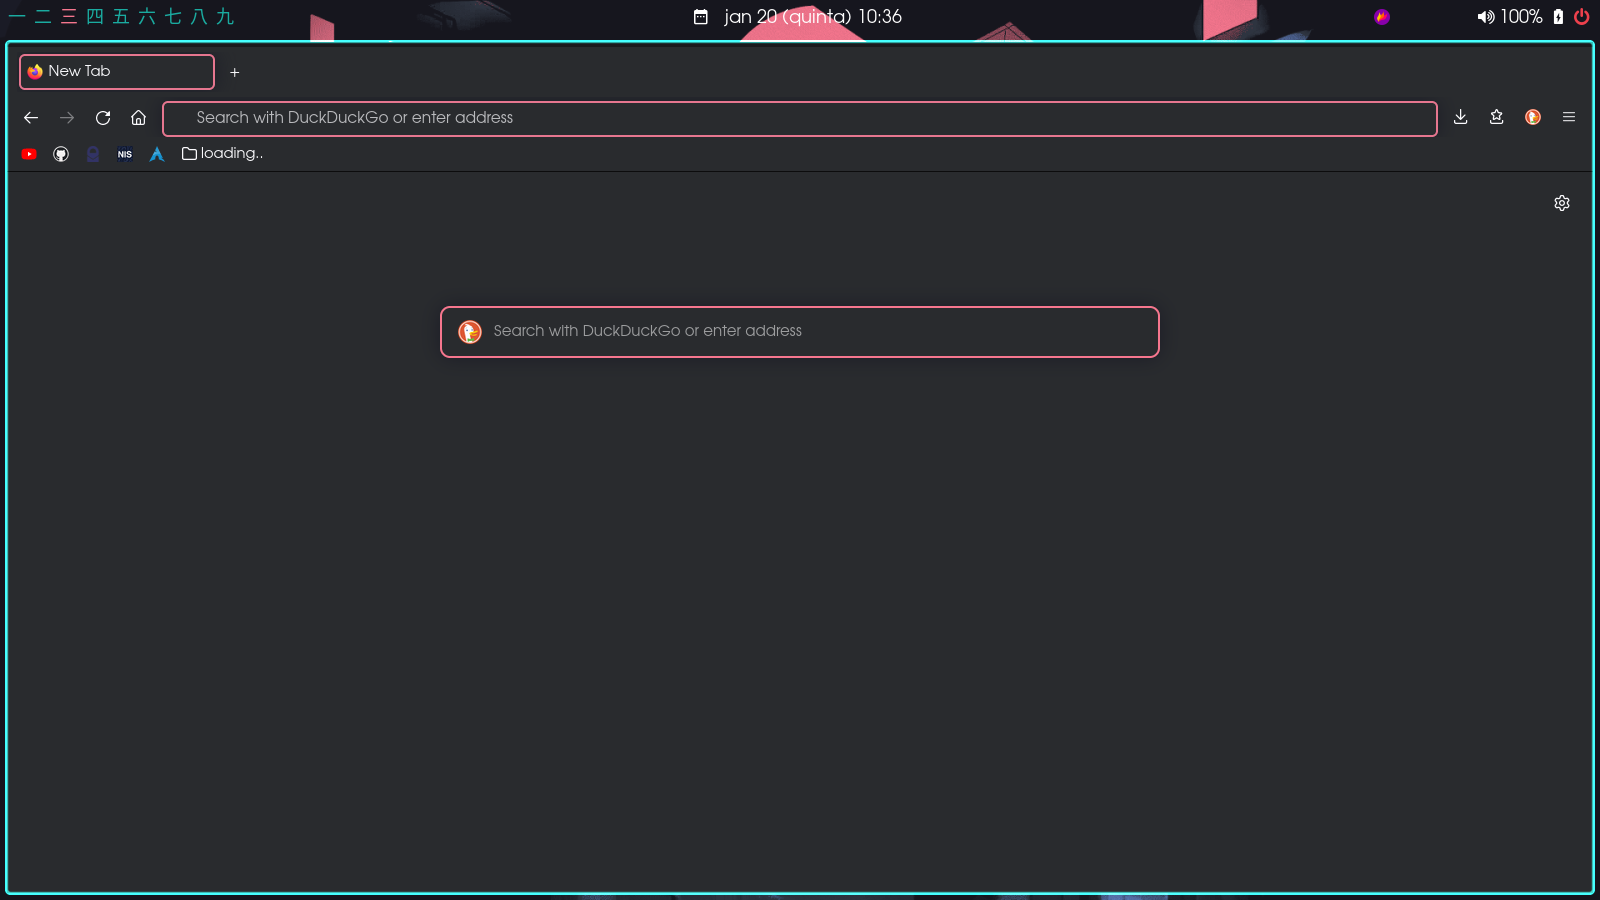 一 二 三 四 五 六 七 八 九
jan 20 (quinta) 10:36
100%
New Tab
Search with DuckDuckGo or enter address
NIS
loading..
Search with DuckDuckGo or enter address